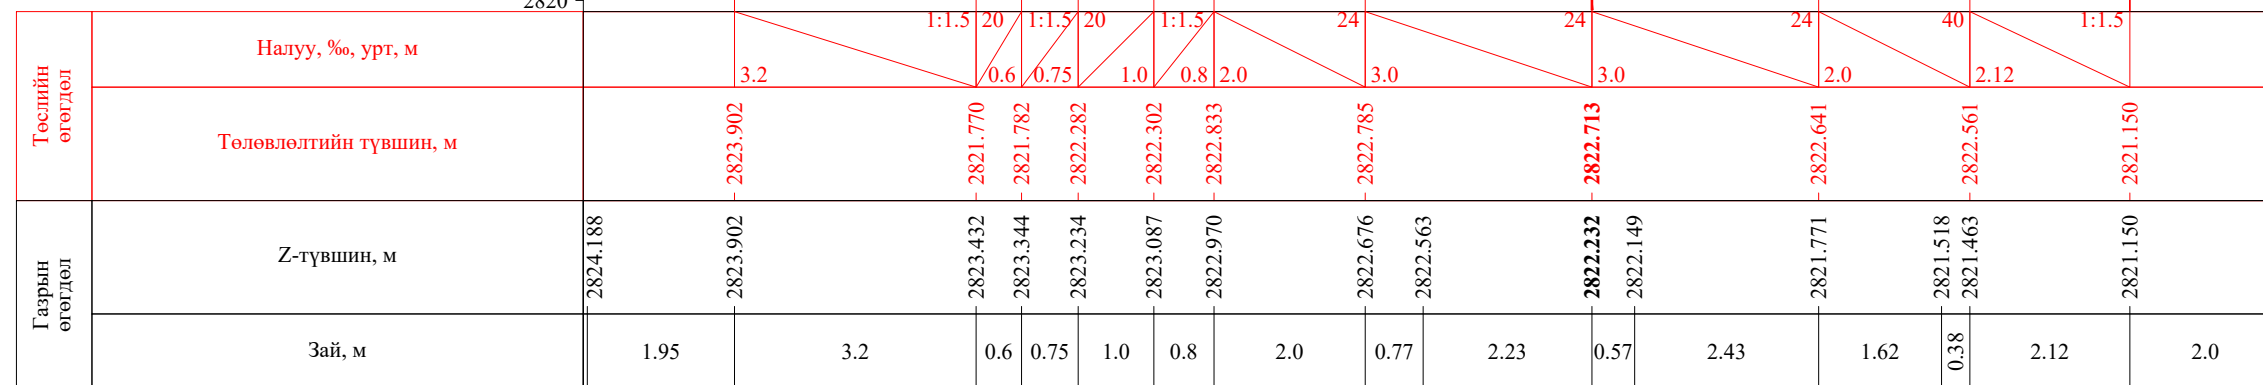 2820
Төслийн
өгөгдөл
Налуу, ‰, урт, м
1:1.5 20 1:1.5 20 1:1.5 24 24 24 40 1:1.5
3.2 0.6 0.75 1.0 0.8 2.0 3.0 3.0 2.0 2.12
Төлөвлөлтийн түвшин, м
2823.902 2821.770 2821.782 2822.282 2822.302 2822.833 2822.785 2822.713 2822.641 2822.561 2821.150
Газрын
өгөгдөл
Z-түвшин, м
2824.188 2823.902 2823.432 2823.344 2823.234 2823.087 2822.970 2822.676 2822.563 2822.232 2822.149 2821.771 2821.518 2821.463 2821.150
Зай, м
1.95 3.2 0.6 0.75 1.0 0.8 2.0 0.77 2.23 0.57 2.43 1.62 0.38 2.12 2.0